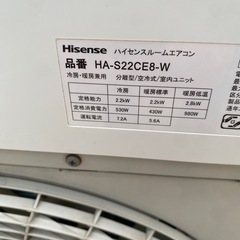 Hisense ハイセンスルームエアコン
品番 HA-S22CE8-W
冷房・暖房兼用 分離型/空冷式/室内ユニット
冷房 暖房標準 暖房低温
定格能力 2.2kW 2.2kW 2.8kW
定格消費電力 530W 430W 980W
運転電流 7.2A 5.6A